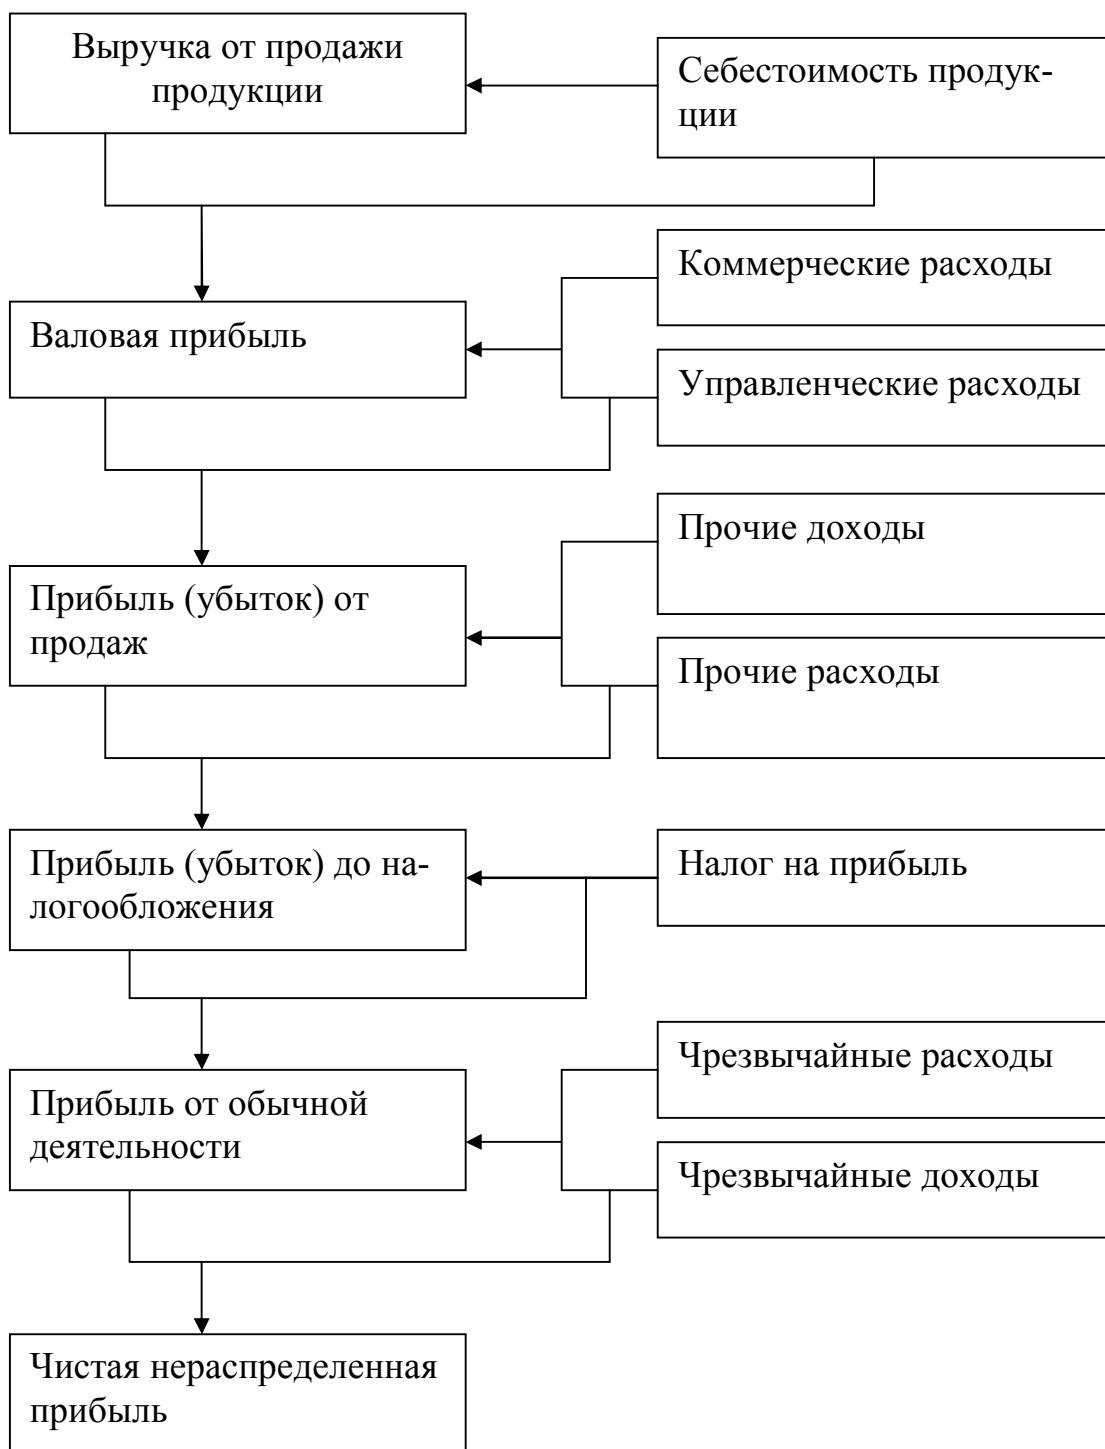 Выручка от продажи
продукции
Себестоимость продук-
ции
Коммерческие расходы
Валовая прибыль
Управленческие расходы
Прочие доходы
Прибыль (убыток) от
продаж
Прочие расходы
Прибыль (убыток) до на-
логообложения
Налог на прибыль
Чрезвычайные расходы
Прибыль от обычной
деятельности
Чрезвычайные доходы
Чистая нераспределенная
прибыль